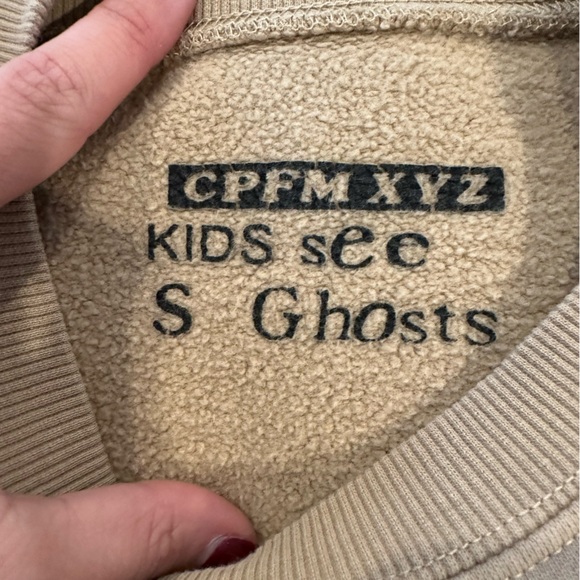 CPFM XYZ
KIDS see
S Ghosts